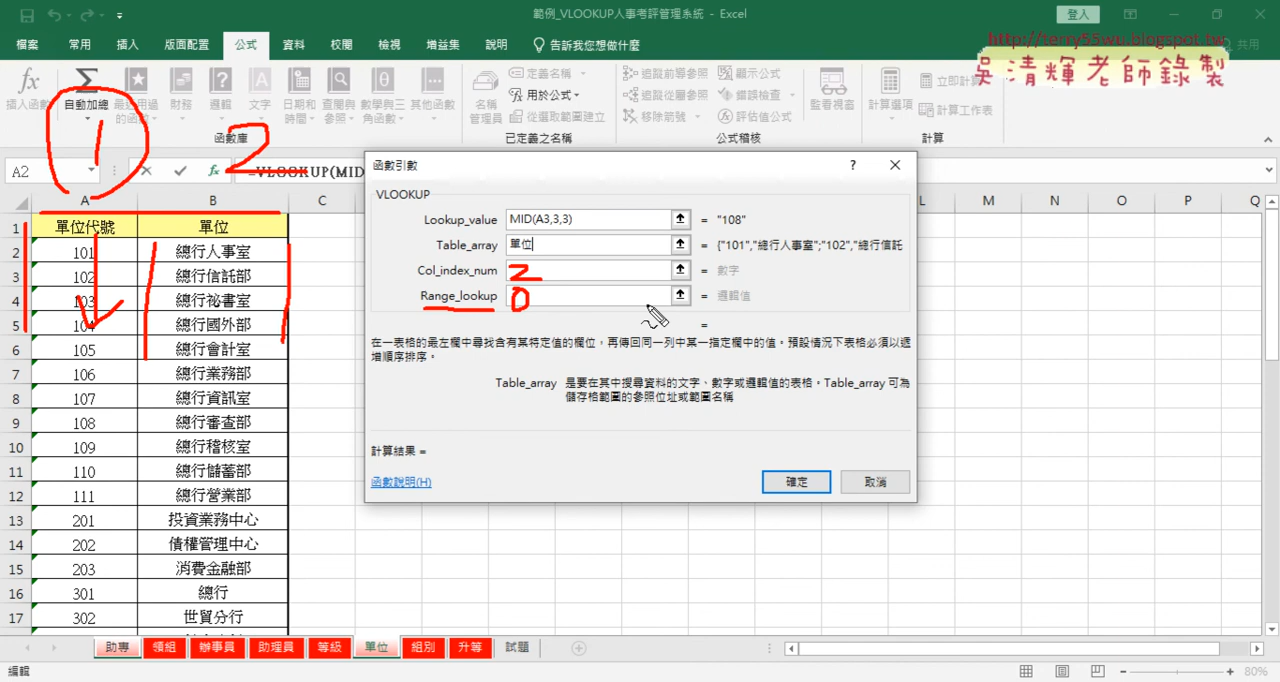 範例_VLOOKUP人事考評管理系統 - Excel
登入
檔案 常用 插入 版面配置 公式 資料 校閱 檢視 增益集 說明 告訴我您想做什麼 共用
http://terry55wu.blogspot.tw
吳清輝老師錄製
插入函數 自動加總 最近用過的函數 財務 邏輯 文字 日期和時間 查閱與參照 數學與三角函數 其他函數
函數庫
名稱管理員 定義名稱 用於公式 從選取範圍建立
已定義之名稱
追蹤前導參照 追蹤從屬參照 移除箭號 顯示公式 錯誤檢查 評估值公式
公式稽核
監看視窗 計算選項 立即計算 計算工作表
計算
1
2
A2 fx =VLOOKUP(MID
A B C L M N O P Q
1 單位代號 單位
2 101 總行人事室
3 102 總行信託部
4 103 總行祕書室
5 104 總行國外部
6 105 總行會計室
7 106 總行業務部
8 107 總行資訊室
9 108 總行審查部
10 109 總行稽核室
11 110 總行儲蓄部
12 111 總行營業部
13 201 投資業務中心
14 202 債權管理中心
15 203 消費金融部
16 301 總行
17 302 世貿分行
函數引數 ?
VLOOKUP
Lookup_value MID(A3,3,3) = "108"
Table_array 單位 = {"101","總行人事室";"102","總行信託
Col_index_num 2 = 數字
Range_lookup 0 = 邏輯值
=
在一表格的最左欄中尋找含有某特定值的欄位，再傳回同一列中某一指定欄中的值。預設情況下表格必須以遞
增順序排序。
Table_array 是要在其中搜尋資料的文字、數字或邏輯值的表格。Table_array 可為
儲存格範圍的參照位址或範圍名稱
計算結果 =
函數說明(H)
確定 取消
助專 領組 辦事員 助理員 等級 單位 組別 升等 試題
編輯 80%